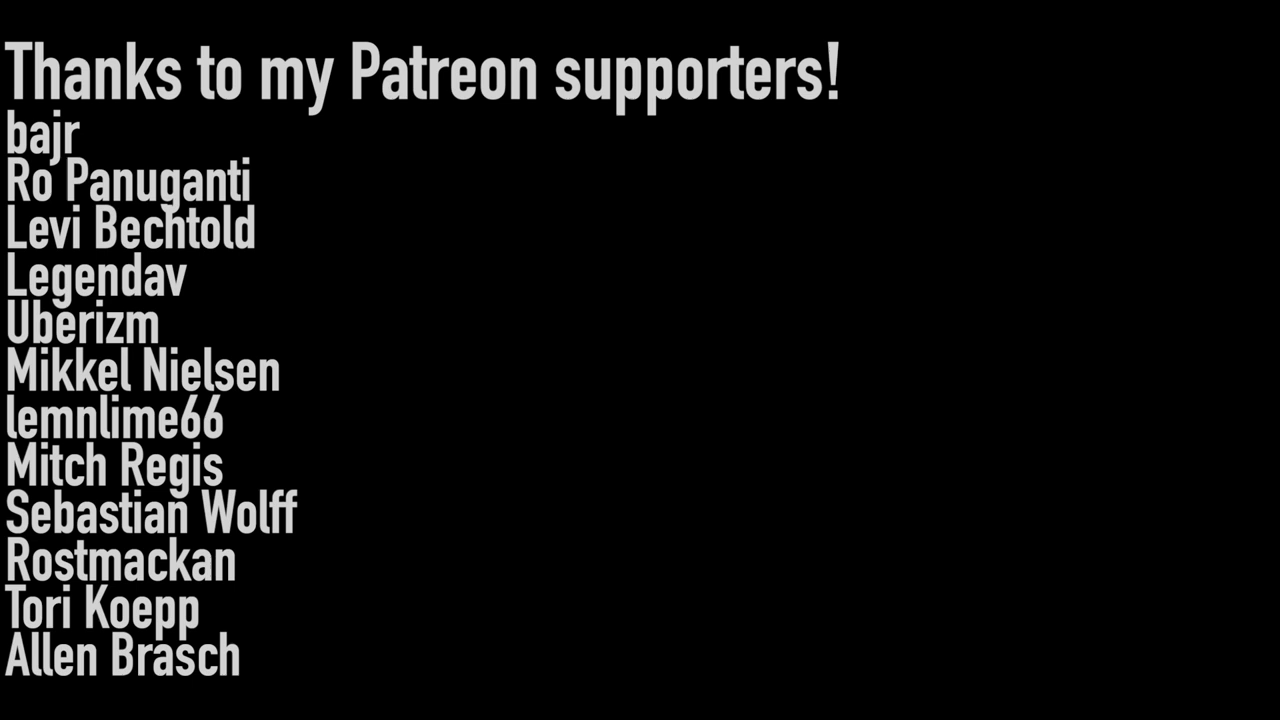 Thanks to my Patreon supporters!
bajr
Ro Panuganti
Levi Bechtold
Legendav
Uberizm
Mikkel Nielsen
lemnlime66
Mitch Regis
Sebastian Wolff
Rostmackan
Tori Koepp
Allen Brasch